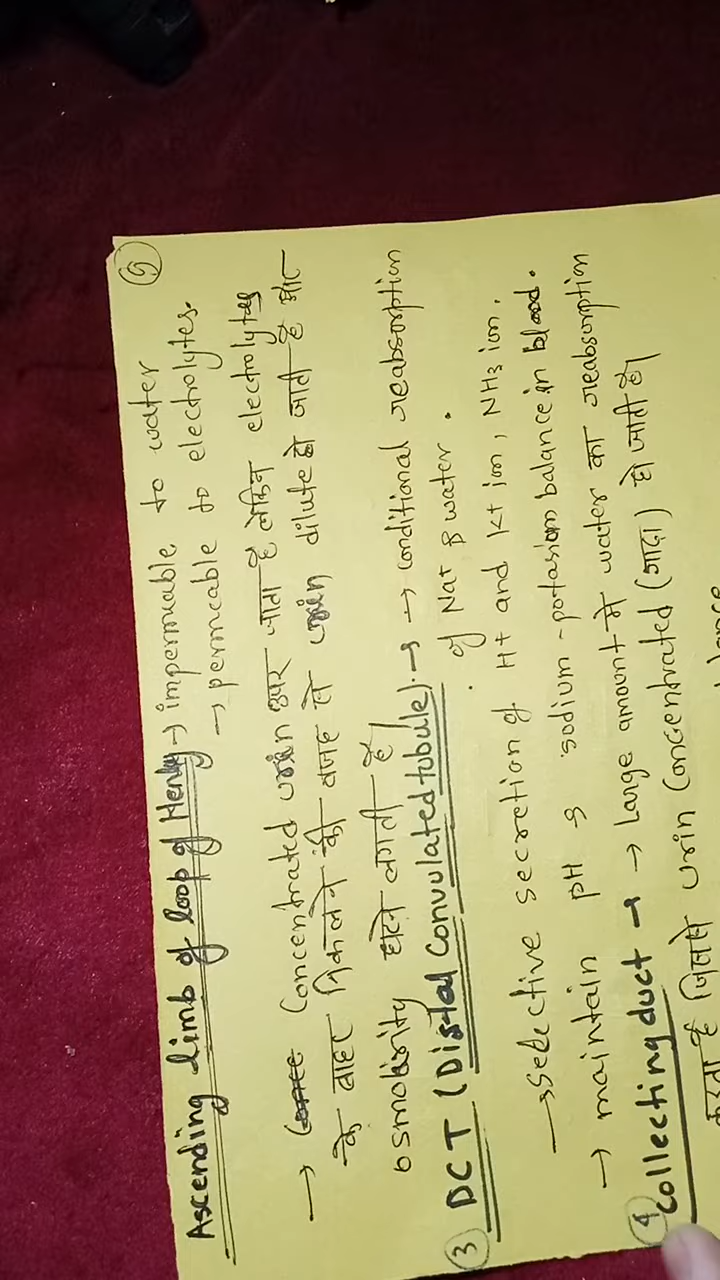 5
Ascending limb of loop of Henly → impermeable to water
→ permeable to electrolytes.
→ Concentrated urin ऊपर जाता है लेकिन electrolytes
के बाहर निकलने की वजह से urin dilute हो जाती है और
osmolarity घटने लगती है|
③ DCT (Distal Convulated tubule) → → conditional reabsorption
of Na+ & water.
→ Selective secretion of H+ and K+ ion, NH3 ion.
→ maintain pH & sodium-potasiom balance in blood.
④ Collecting duct → → Large amount में water का reabsorption
करता है जिससे urin Concentrated (गाढ़ा) हो जाती है|